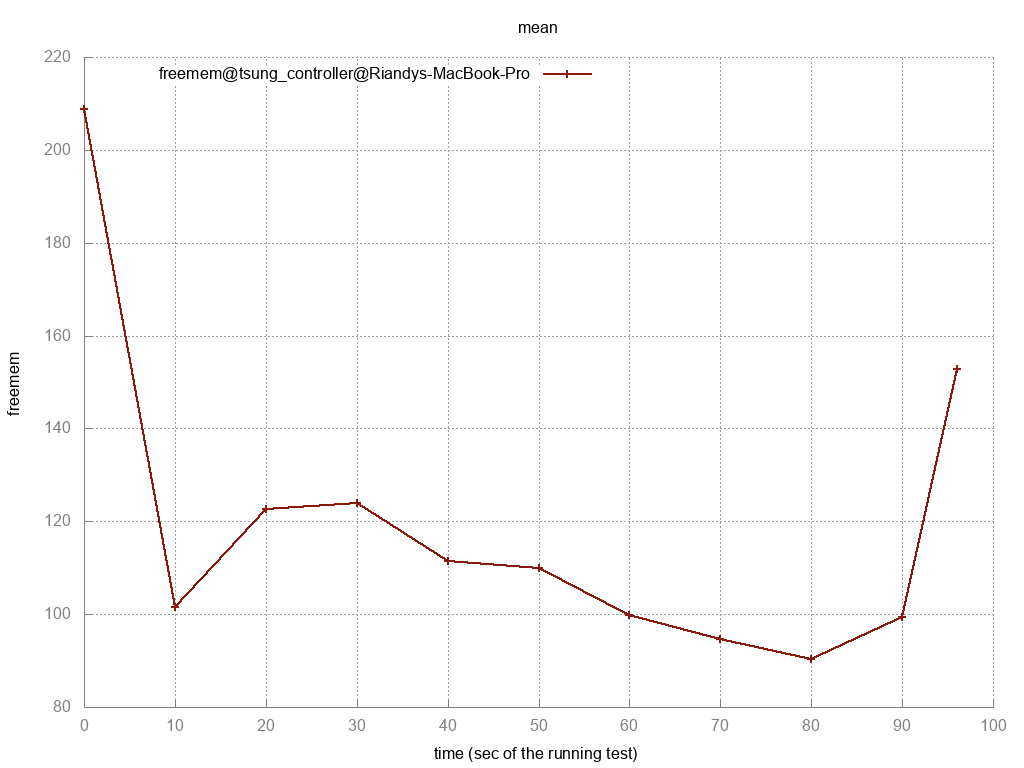 mean
freemem@tsung_controller@Riandys-MacBook-Pro
220
200
180
160
140
120
100
80
freemem
0 10 20 30 40 50 60 70 80 90 100
time (sec of the running test)